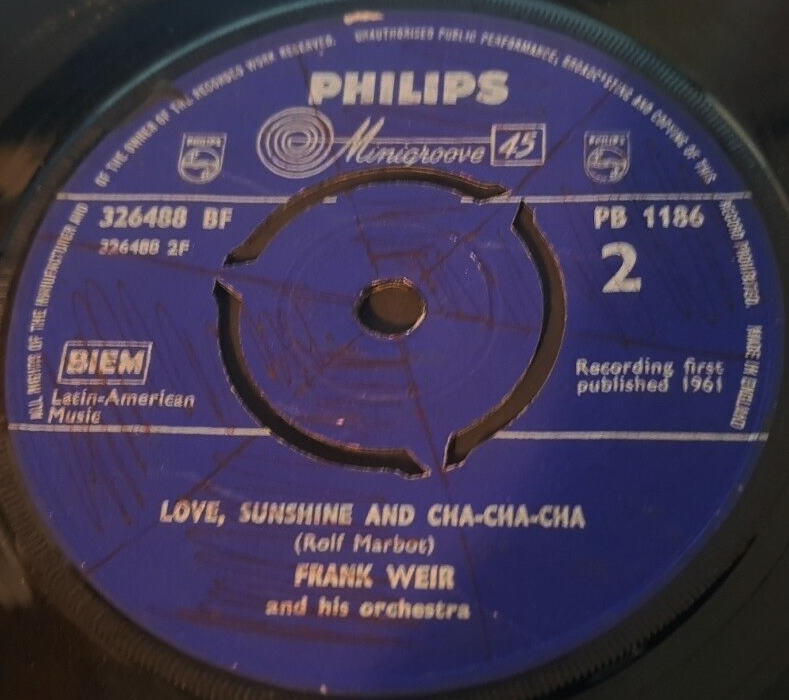 ALL RIGHTS OF THE MANUFACTURER AND OF THE OWNER OF THE RECORDED WORK RESERVED. UNAUTHORISED PUBLIC PERFORMANCE, BROADCASTING AND COPYING OF THIS RECORD PROHIBITED. MADE IN ENGLAND
PHILIPS
PHILIPS
Minigroove 45
PHILIPS
326488 BF
PB 1186
326488 2F
2
BIEM
Latin-American
Music
Recording first
published 1961
LOVE, SUNSHINE AND CHA-CHA-CHA
(Rolf Marbot)
FRANK WEIR
and his orchestra